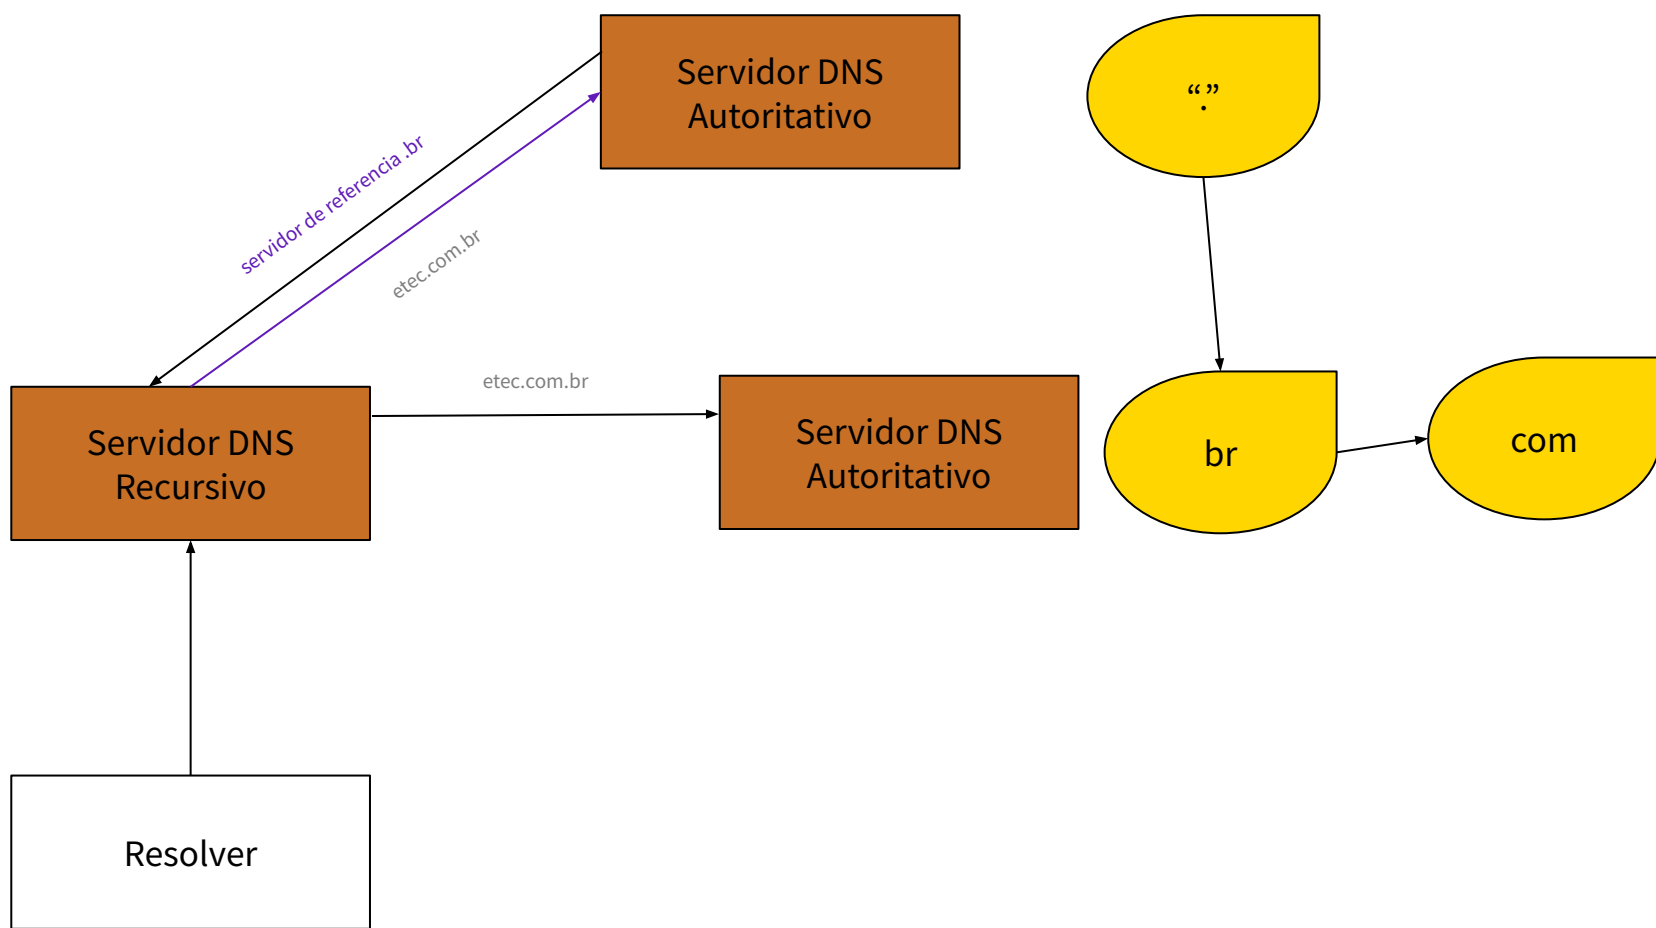 Servidor DNS
Autoritativo
“.”
servidor de referencia .br
etec.com.br
etec.com.br
Servidor DNS
Recursivo
Servidor DNS
Autoritativo
br
com
Resolver